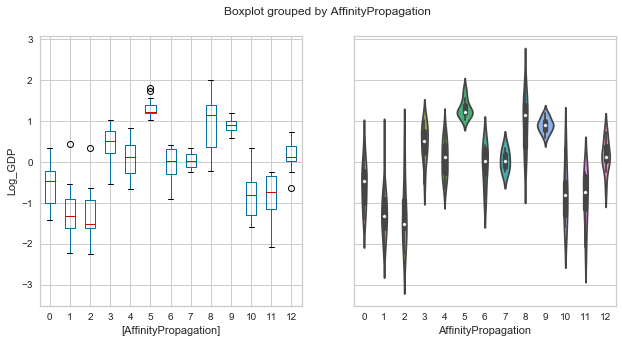 Boxplot grouped by AffinityPropagation
Log_GDP
3
2
1
0
−1
−2
−3
0 1 2 3 4 5 6 7 8 9 10 11 12
[AffinityPropagation]
0 1 2 3 4 5 6 7 8 9 10 11 12
AffinityPropagation